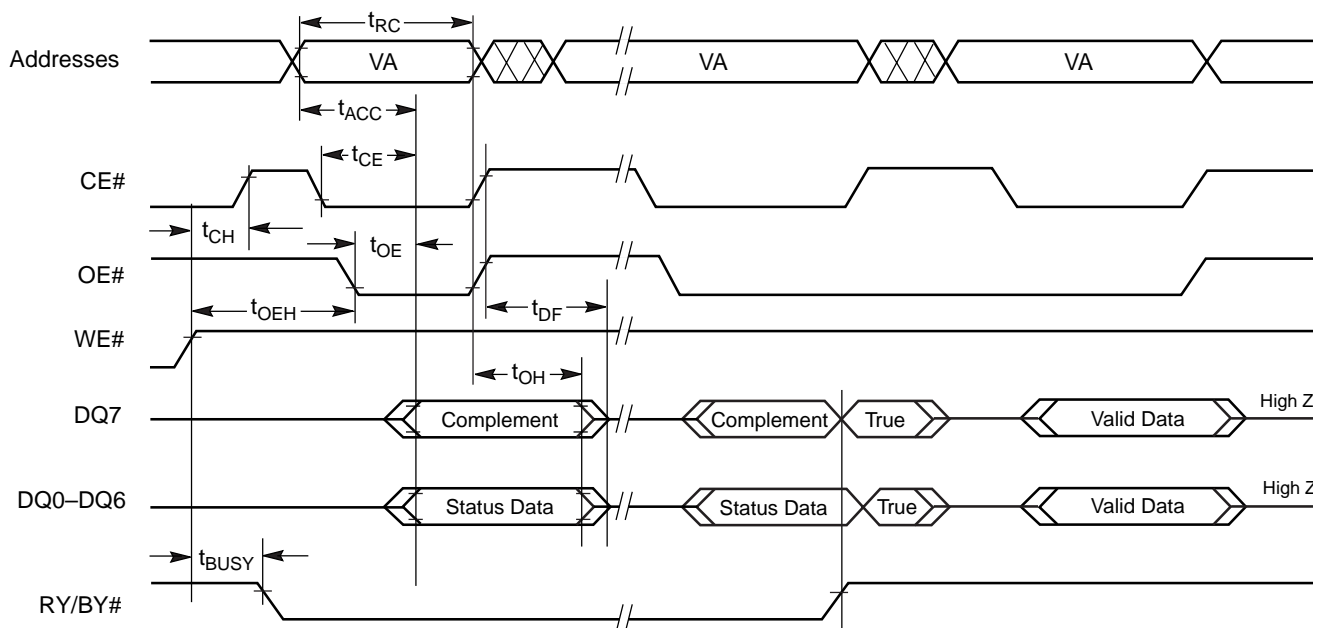 tRC
Addresses VA VA VA
tACC
tCE
CE#
tCH tOE
OE#
tOEH tDF
WE#
tOH
DQ7 Complement Complement True Valid Data High Z
DQ0–DQ6 Status Data Status Data True Valid Data High Z
tBUSY
RY/BY#